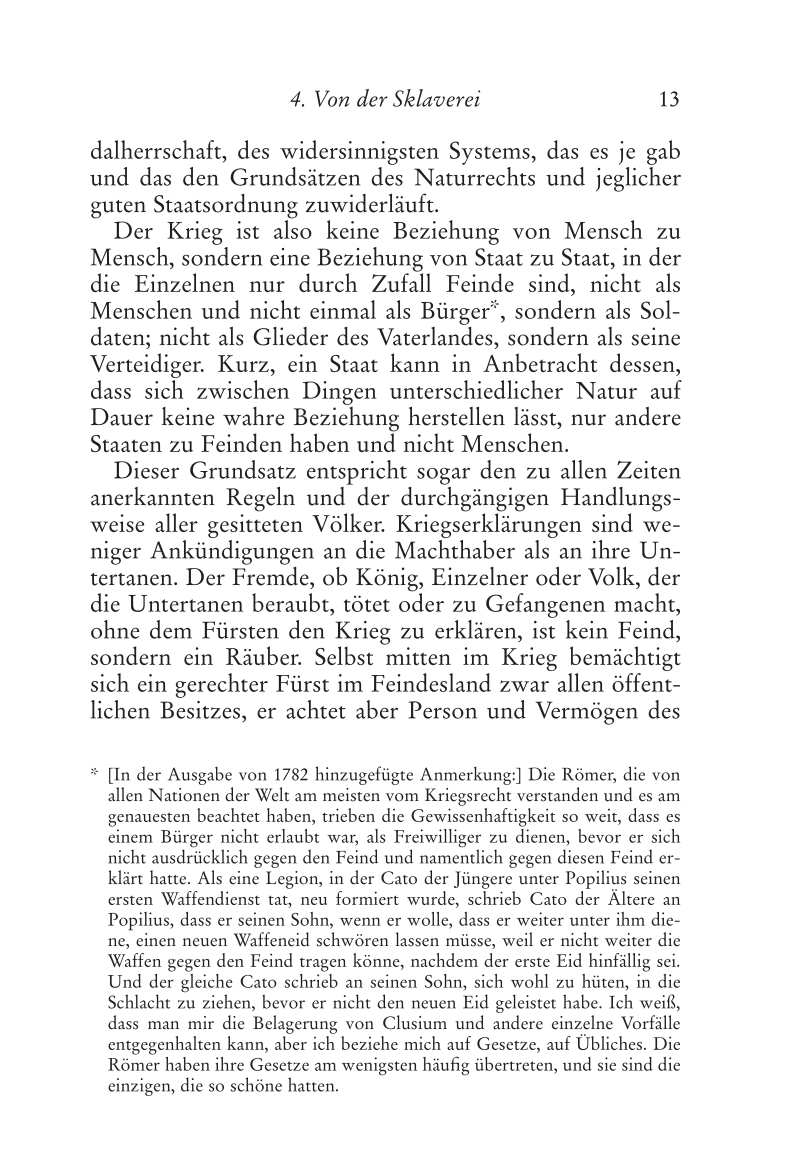 4. Von der Sklaverei 13
dalherrschaft, des widersinnigsten Systems, das es je gab
und das den Grundsätzen des Naturrechts und jeglicher
guten Staatsordnung zuwiderläuft.
Der Krieg ist also keine Beziehung von Mensch zu
Mensch, sondern eine Beziehung von Staat zu Staat, in der
die Einzelnen nur durch Zufall Feinde sind, nicht als
Menschen und nicht einmal als Bürger*, sondern als Sol-
daten; nicht als Glieder des Vaterlandes, sondern als seine
Verteidiger. Kurz, ein Staat kann in Anbetracht dessen,
dass sich zwischen Dingen unterschiedlicher Natur auf
Dauer keine wahre Beziehung herstellen lässt, nur andere
Staaten zu Feinden haben und nicht Menschen.
Dieser Grundsatz entspricht sogar den zu allen Zeiten
anerkannten Regeln und der durchgängigen Handlungs-
weise aller gesitteten Völker. Kriegserklärungen sind we-
niger Ankündigungen an die Machthaber als an ihre Un-
tertanen. Der Fremde, ob König, Einzelner oder Volk, der
die Untertanen beraubt, tötet oder zu Gefangenen macht,
ohne dem Fürsten den Krieg zu erklären, ist kein Feind,
sondern ein Räuber. Selbst mitten im Krieg bemächtigt
sich ein gerechter Fürst im Feindesland zwar allen öffent-
lichen Besitzes, er achtet aber Person und Vermögen des
* [In der Ausgabe von 1782 hinzugefügte Anmerkung:] Die Römer, die von
allen Nationen der Welt am meisten vom Kriegsrecht verstanden und es am
genauesten beachtet haben, trieben die Gewissenhaftigkeit so weit, dass es
einem Bürger nicht erlaubt war, als Freiwilliger zu dienen, bevor er sich
nicht ausdrücklich gegen den Feind und namentlich gegen diesen Feind er-
klärt hatte. Als eine Legion, in der Cato der Jüngere unter Popilius seinen
ersten Waffendienst tat, neu formiert wurde, schrieb Cato der Ältere an
Popilius, dass er seinen Sohn, wenn er wolle, dass er weiter unter ihm die-
ne, einen neuen Waffeneid schwören lassen müsse, weil er nicht weiter die
Waffen gegen den Feind tragen könne, nachdem der erste Eid hinfällig sei.
Und der gleiche Cato schrieb an seinen Sohn, sich wohl zu hüten, in die
Schlacht zu ziehen, bevor er nicht den neuen Eid geleistet habe. Ich weiß,
dass man mir die Belagerung von Clusium und andere einzelne Vorfälle
entgegenhalten kann, aber ich beziehe mich auf Gesetze, auf Übliches. Die
Römer haben ihre Gesetze am wenigsten häufig übertreten, und sie sind die
einzigen, die so schöne hatten.